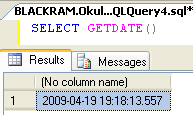 BLACKRAM.Okul...QLQuery4.sql*
SELECT GETDATE()
Results Messages
(No column name)
1 2009-04-19 19:18:13.557